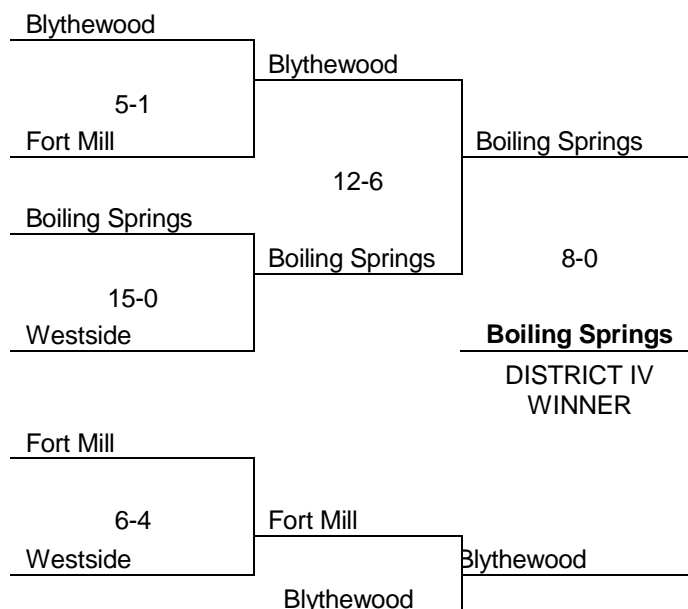 Blythewood
Blythewood
5-1
Fort Mill
Boiling Springs
12-6
Boiling Springs
Boiling Springs
8-0
15-0
Westside
Boiling Springs
DISTRICT IV
WINNER
Fort Mill
6-4
Fort Mill
Westside
Blythewood
Blythewood